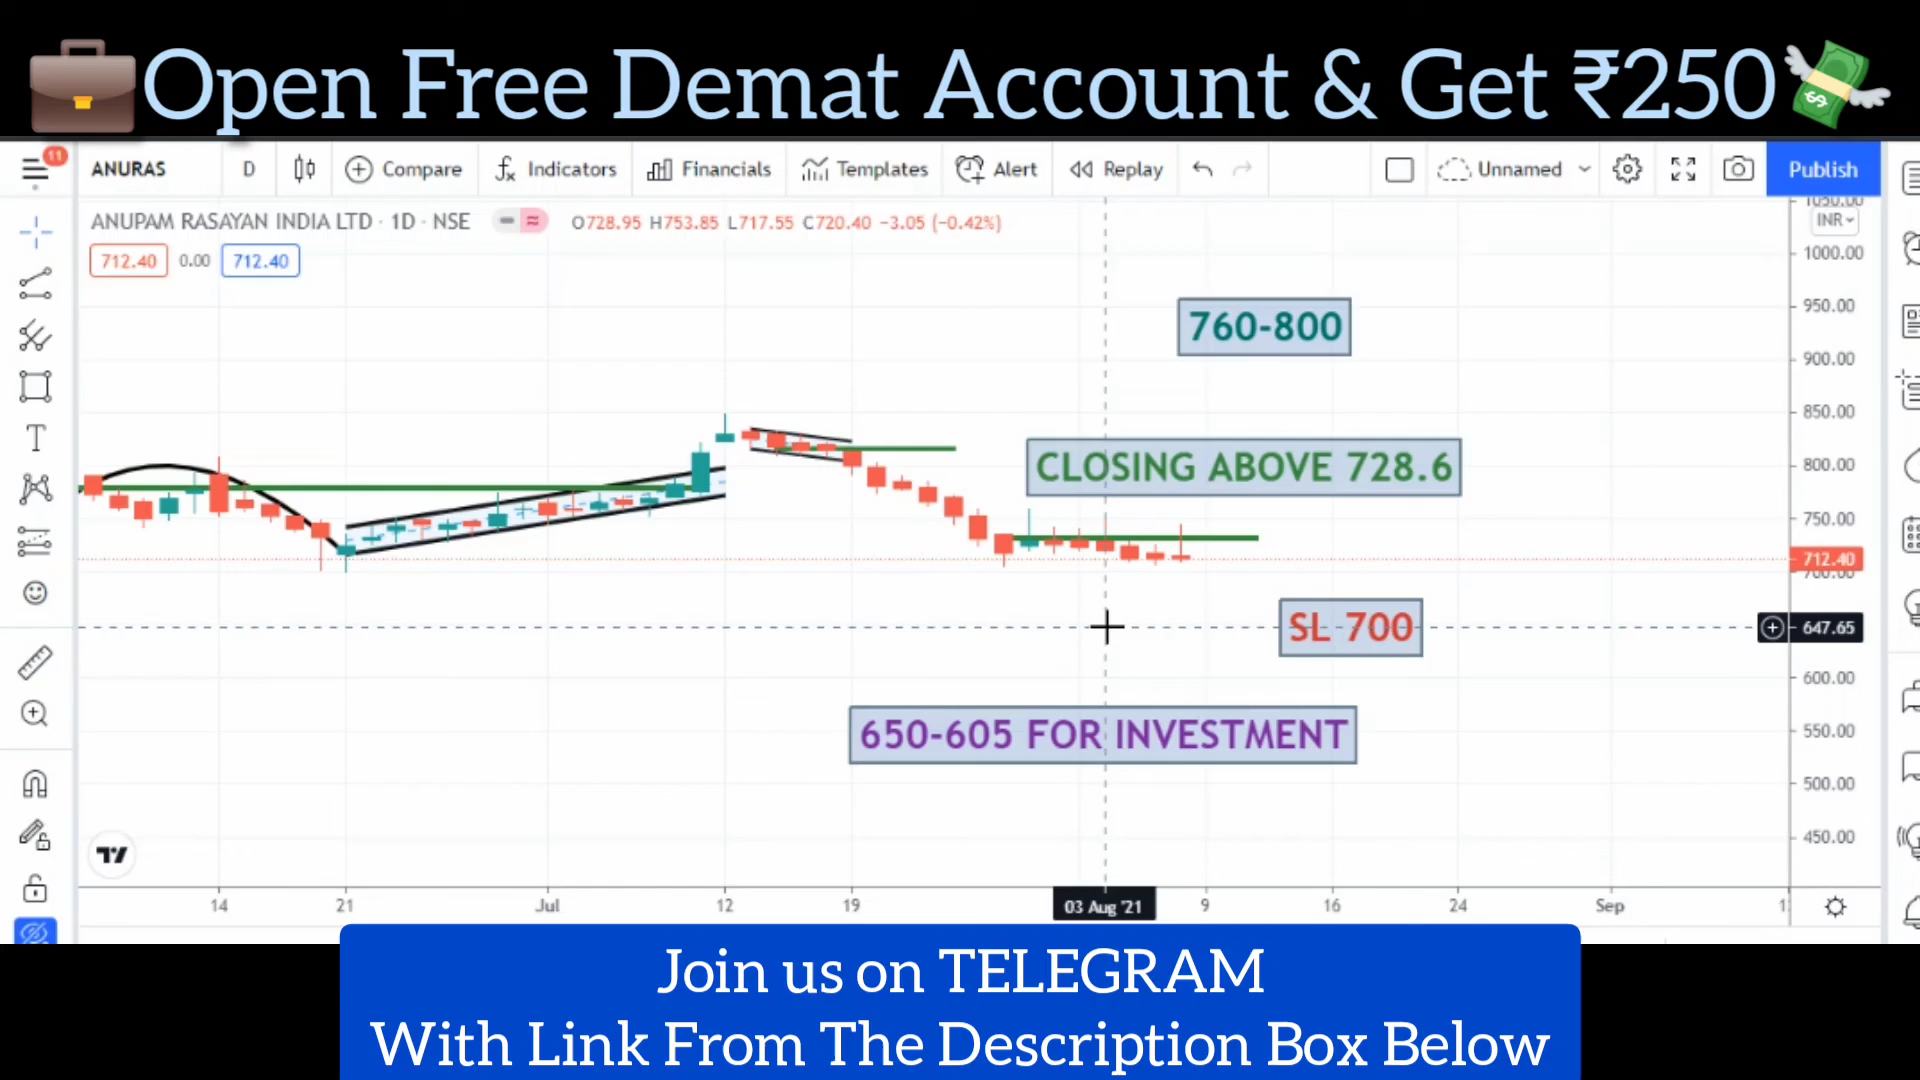 💼Open Free Demat Account & Get ₹250💸
11
ANURAS D Compare Indicators Financials Templates Alert Replay Unnamed Publish
ANUPAM RASAYAN INDIA LTD · 1D · NSE O728.95 H753.85 L717.55 C720.40 −3.05 (−0.42%)
712.40 0.00 712.40
1050.00
INR
1000.00
950.00
760-800
900.00
850.00
CLOSING ABOVE 728.6
800.00
750.00
712.40
700.00
SL 700
647.65
600.00
650-605 FOR INVESTMENT
550.00
500.00
450.00
14 21 Jul 12 19 03 Aug '21 9 16 24 Sep
Join us on TELEGRAM
With Link From The Description Box Below